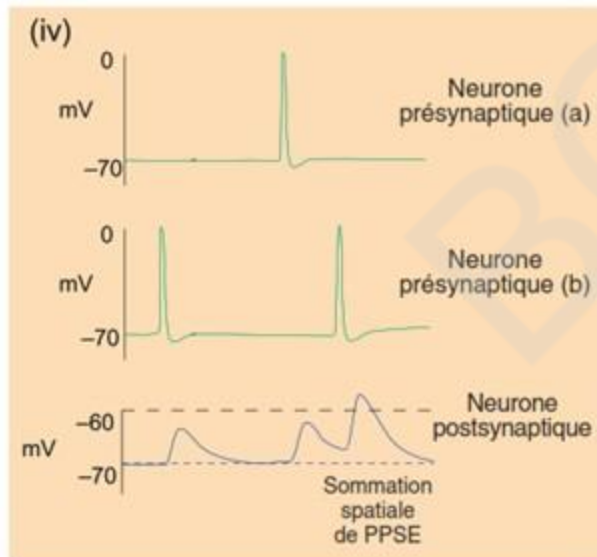 (iv)
0
mV
–70
Neurone
présynaptique (a)
0
mV
–70
Neurone
présynaptique (b)
–60
mV
–70
Neurone
postsynaptique
Sommation
spatiale
de PPSE